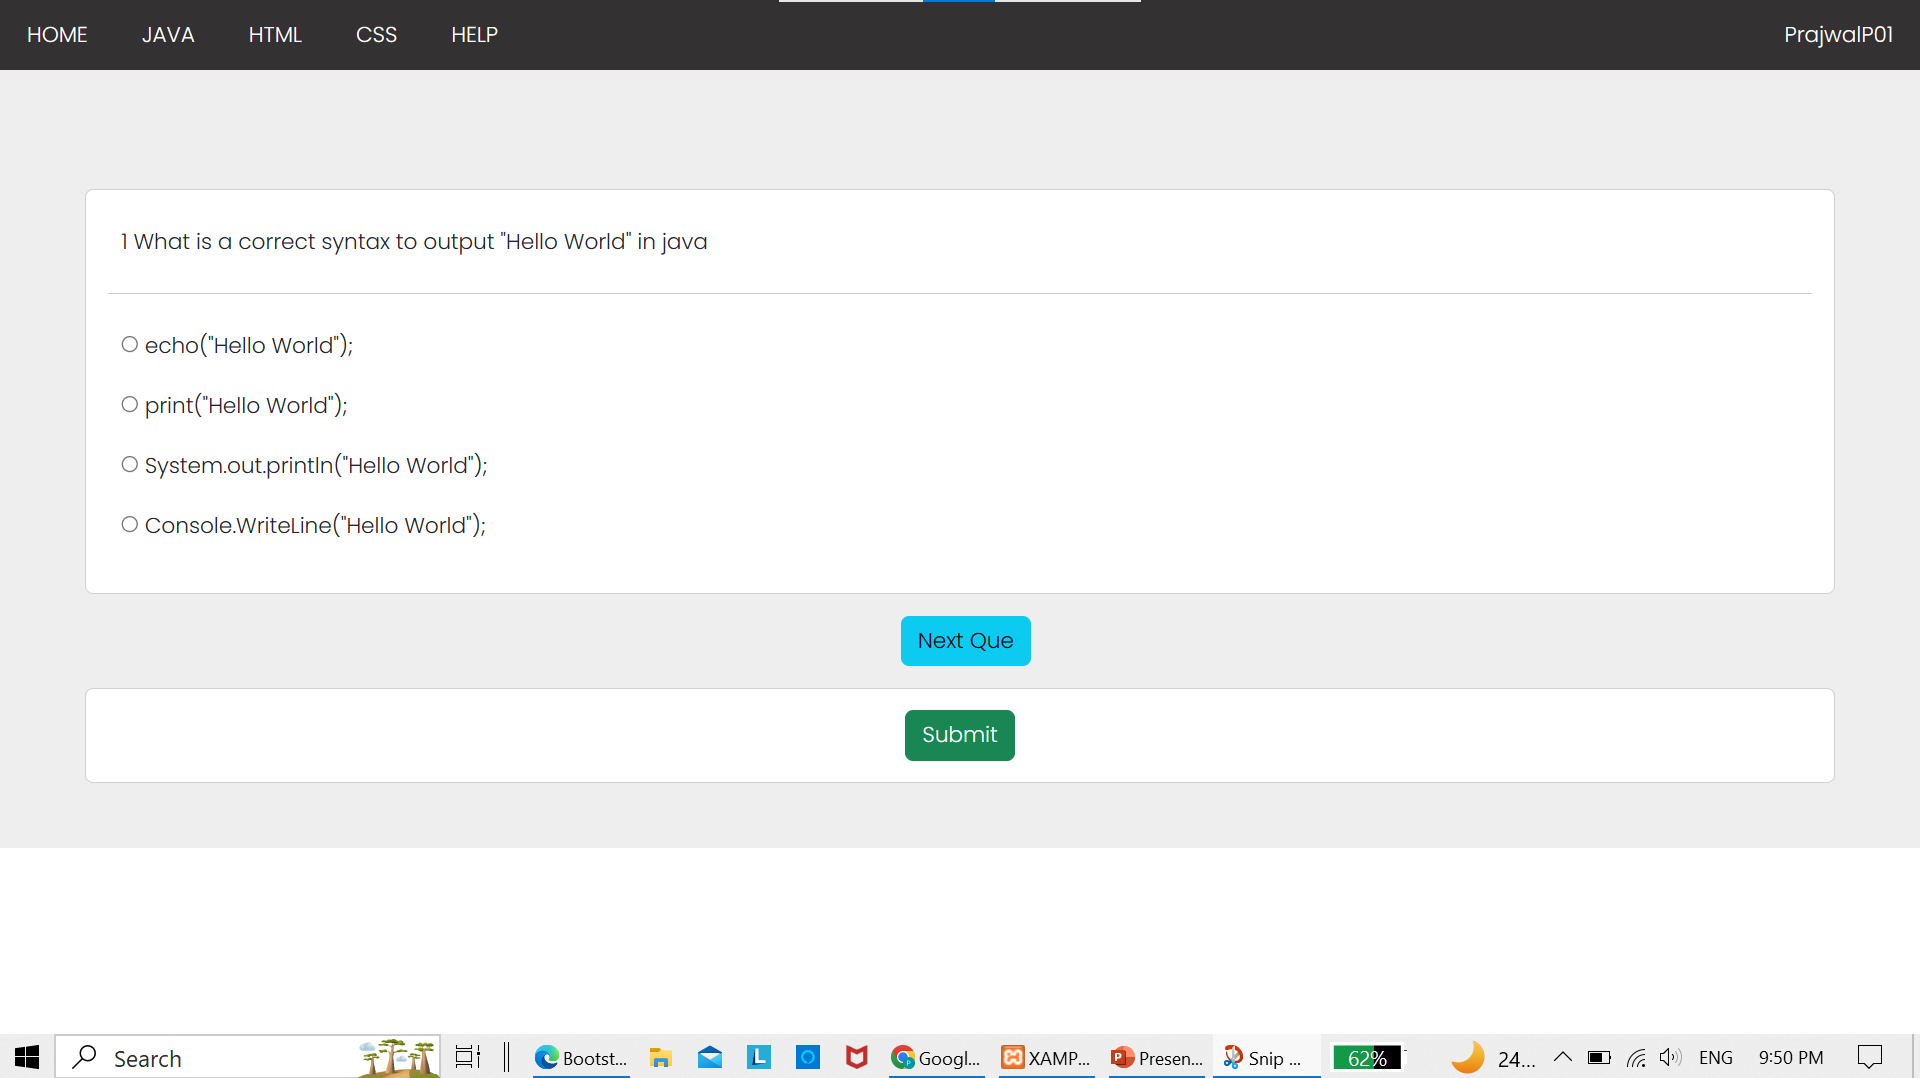 HOME JAVA HTML CSS HELP PrajwalP01
1 What is a correct syntax to output "Hello World" in java
echo("Hello World");
print("Hello World");
System.out.println("Hello World");
Console.WriteLine("Hello World");
Next Que
Submit
Search Bootst... L Googl... XAMP... Presen... Snip ... 62% 24... ENG 9:50 PM